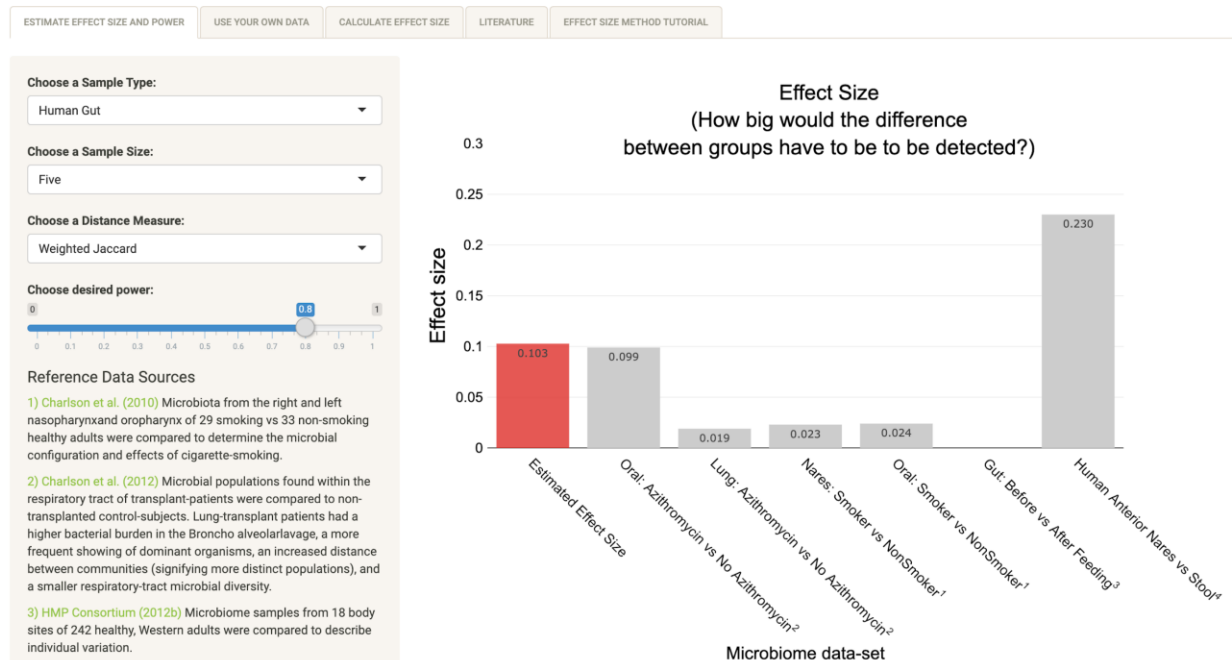 ESTIMATE EFFECT SIZE AND POWER
USE YOUR OWN DATA
CALCULATE EFFECT SIZE
LITERATURE
EFFECT SIZE METHOD TUTORIAL
Choose a Sample Type:
Human Gut
Choose a Sample Size:
Five
Choose a Distance Measure:
Weighted Jaccard
Choose desired power:
0
0.8
1
0 0.1 0.2 0.3 0.4 0.5 0.6 0.7 0.8 0.9 1
Reference Data Sources
1) Charlson et al. (2010) Microbiota from the right and left
nasopharynxand oropharynx of 29 smoking vs 33 non-smoking
healthy adults were compared to determine the microbial
configuration and effects of cigarette-smoking.
2) Charlson et al. (2012) Microbial populations found within the
respiratory tract of transplant-patients were compared to non-
transplanted control-subjects. Lung-transplant patients had a
higher bacterial burden in the Broncho alveolarlavage, a more
frequent showing of dominant organisms, an increased distance
between communities (signifying more distinct populations), and
a smaller respiratory-tract microbial diversity.
3) HMP Consortium (2012b) Microbiome samples from 18 body
sites of 242 healthy, Western adults were compared to describe
individual variation.
Effect Size
(How big would the difference
between groups have to be to be detected?)
Effect size
0.3
0.25
0.2
0.15
0.1
0.05
0
0.103
0.099
0.019
0.023
0.024
0.230
Estimated Effect Size
Oral: Azithromycin vs No Azithromycin²
Lung: Azithromycin vs No Azithromycin²
Nares: Smoker vs NonSmoker¹
Oral: Smoker vs NonSmoker¹
Gut: Before vs After Feeding³
Human Anterior Nares vs Stool⁴
Microbiome data-set